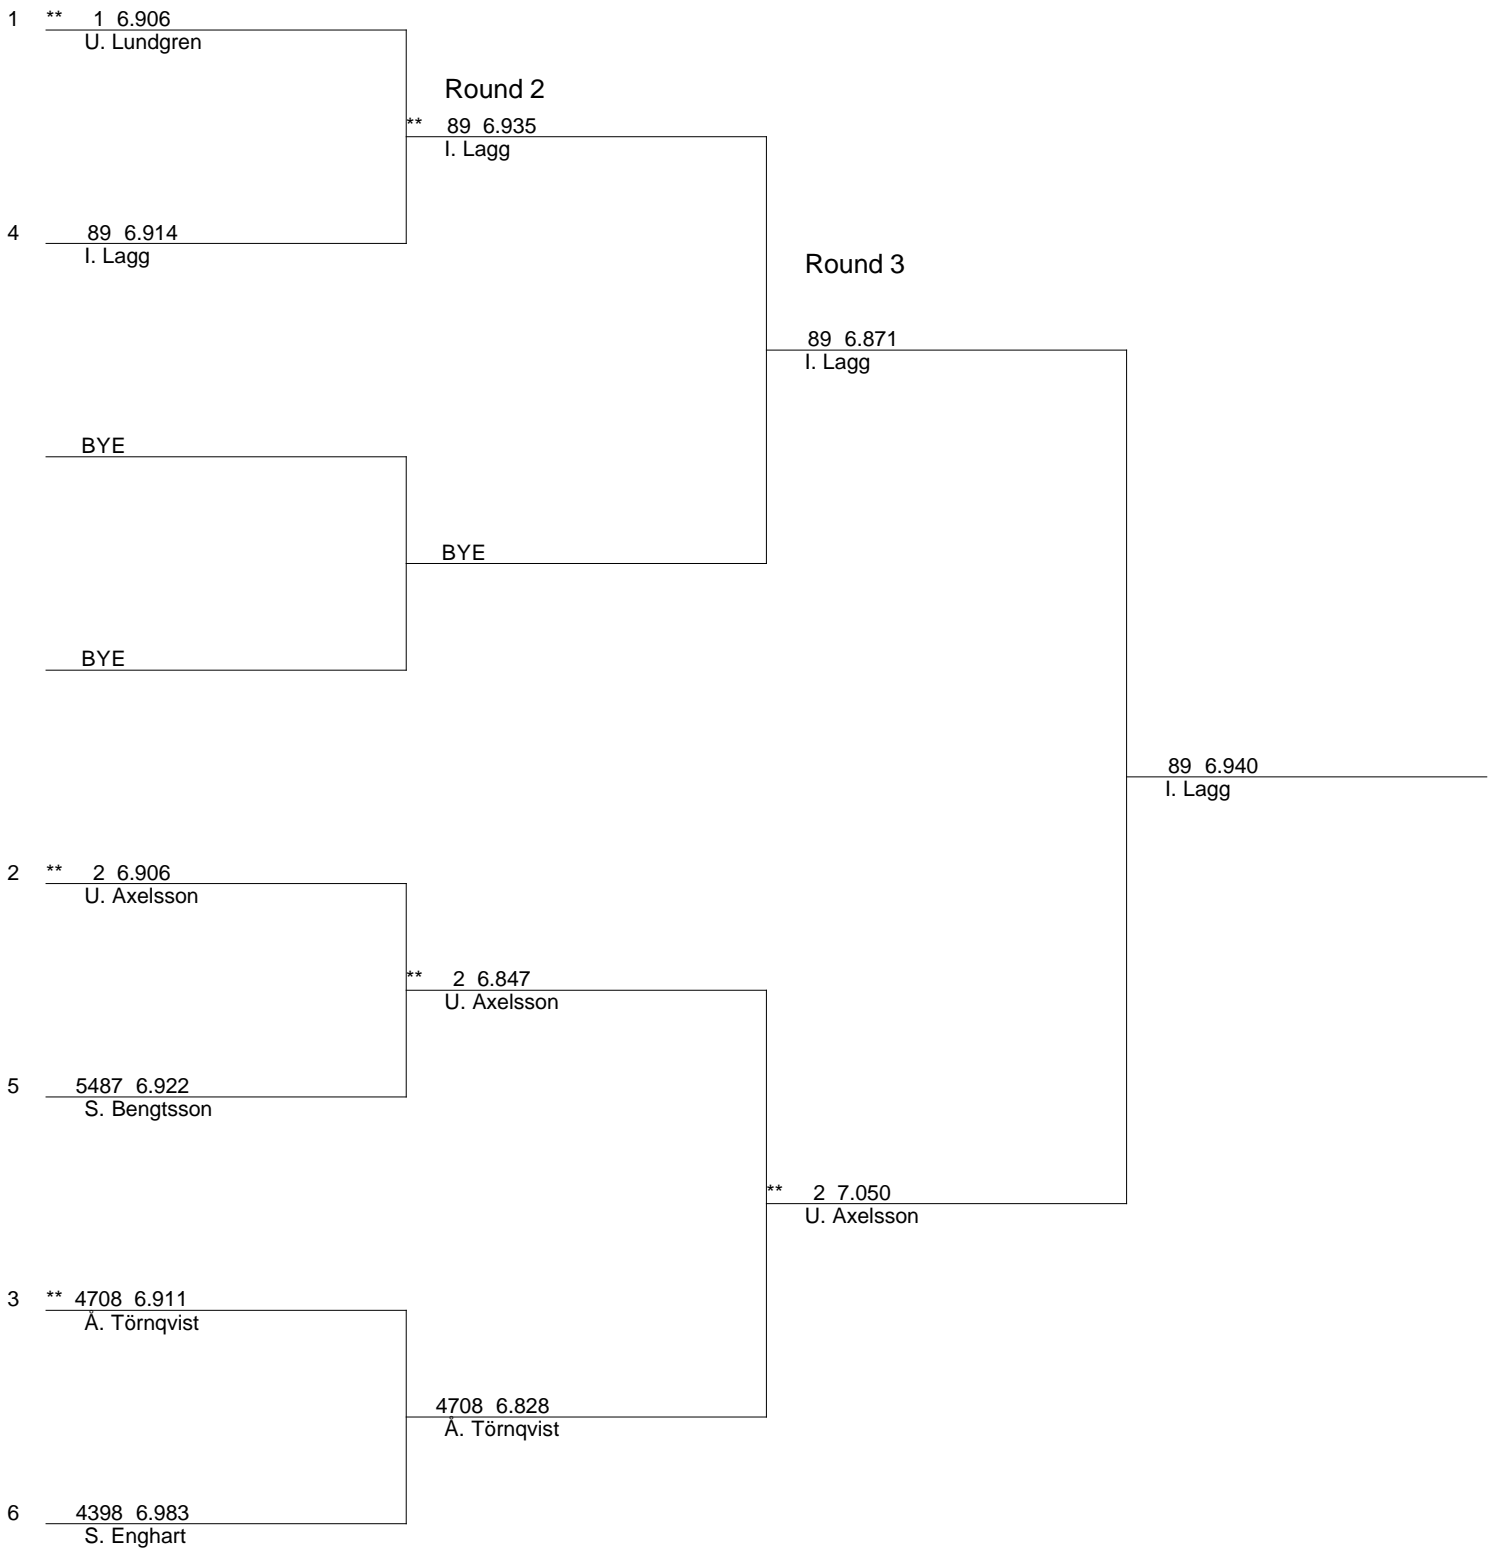 1 ** 1 6.906
U. Lundgren
Round 2
** 89 6.935
I. Lagg
4 89 6.914
I. Lagg
Round 3
89 6.871
I. Lagg
BYE
BYE
BYE
89 6.940
I. Lagg
2 ** 2 6.906
U. Axelsson
** 2 6.847
U. Axelsson
5 5487 6.922
S. Bengtsson
** 2 7.050
U. Axelsson
3 ** 4708 6.911
Å. Törnqvist
4708 6.828
Å. Törnqvist
6 4398 6.983
S. Enghart